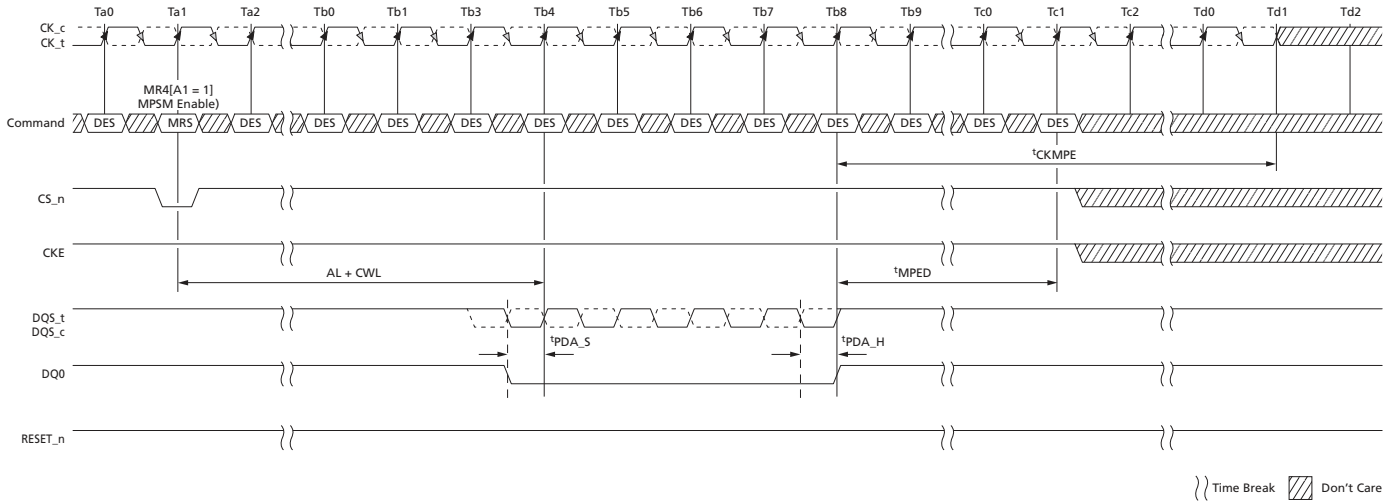 Ta0 Ta1 Ta2 Tb0 Tb1 Tb2 Tb3 Tb4 Tb5 Tb6 Tb7 Tb8 Tb9 Tc0 Tc1 Tc2 Td0 Td1 Td2
CK_c
CK_t
MR4[A1 = 1]
MPSM Enable)
Command DES MRS DES DES DES DES DES DES DES DES DES DES DES DES
tCKMPE
CS_n
CKE
AL + CWL tMPED
DQS_t
DQS_c
tPDA_S tPDA_H
DQ0
RESET_n
Time Break Don't Care